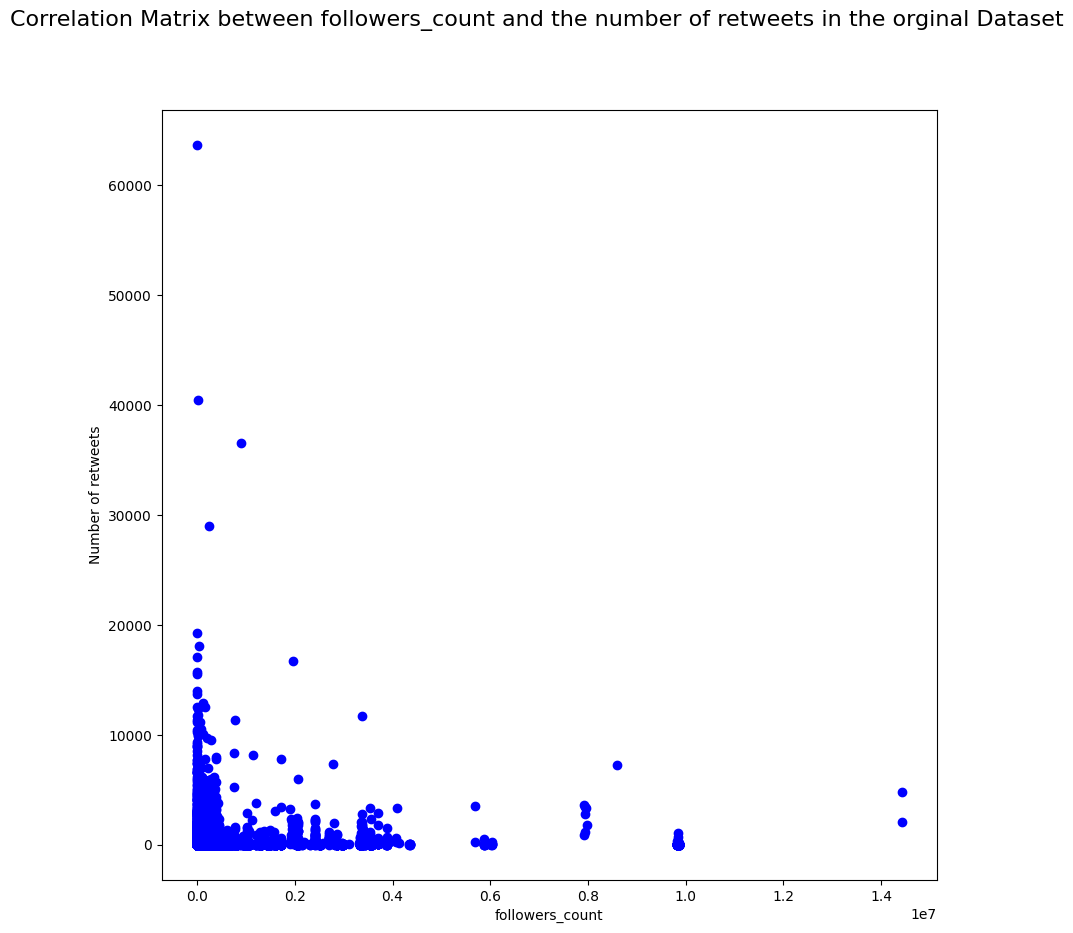 Correlation Matrix between followers_count and the number of retweets in the orginal Dataset
60000
50000
40000
30000
20000
10000
0
Number of retweets
0.0 0.2 0.4 0.6 0.8 1.0 1.2 1.4
followers_count
1e7